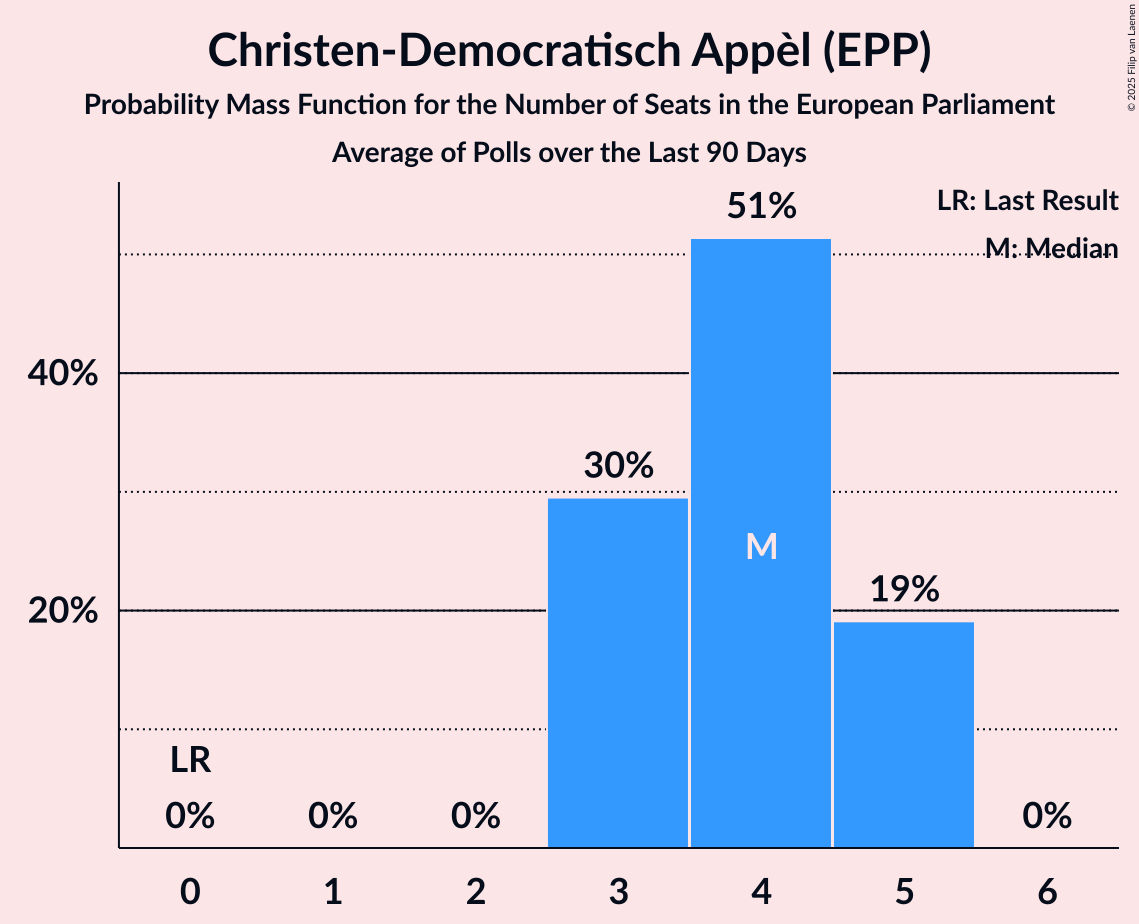 Christen-Democratisch Appèl (EPP)
Probability Mass Function for the Number of Seats in the European Parliament
Average of Polls over the Last 90 Days
© 2025 Filip van Laenen
LR: Last Result
M: Median
51%
40%
30%
M
20%
19%
LR
0% 0% 0% 0%
0 1 2 3 4 5 6